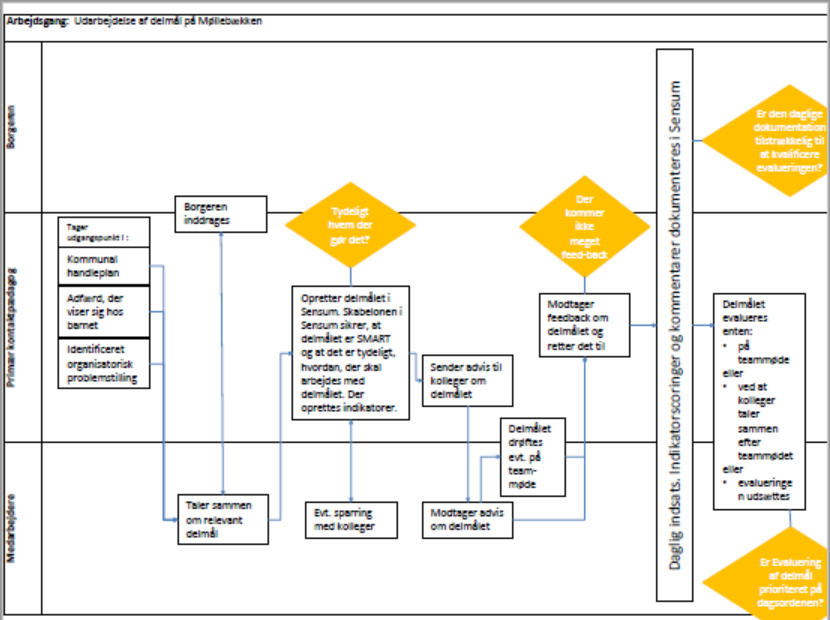 Arbejdsgang: Udarbejdelse af delmål på Møllebækken
Borgeren
Er den daglige
dokumentation
tilstrækkelig til
at kvalificere
evalueringen?
Primær kontaktpædagog
Tager
udgangspunkt i :
Kommunal
handleplan
Adfærd, der
viser sig hos
barnet
Identificeret
organisatorisk
problemstilling
Borgeren
inddrages
Tydeligt
hvem der
gør det?
Opretter delmålet i
Sensum. Skabelonen i
Sensum sikrer, at
delmålet er SMART
og at det er tydeligt,
hvordan, der skal
arbejdes med
delmålet. Der
oprettes indikatorer.
Sender advis til
kolleger om
delmålet
Der
kommer
ikke
meget
feed-back
Modtager
feedback om
delmålet og
retter det til
Daglig indsats. Indikatorscoringer og kommentarer dokumenteres i Sensum
Delmålet
evalueres
enten:
• på
teammøde
eller
• ved at
kolleger
taler
sammen
efter
teammødet
eller
• evalueringe
n udsættes
Medarbejdere
Taler sammen
om relevant
delmål
Evt. sparring
med kolleger
Modtager advis
om delmålet
Delmålet
drøftes
evt. på
team-
møde
Er Evaluering
af delmål
prioriteret på
dagsordenen?